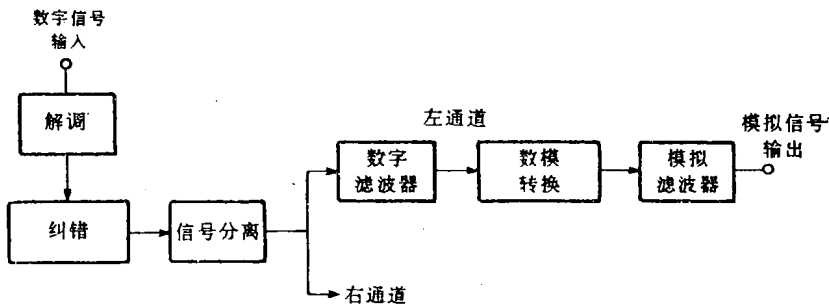 数字信号
输入
解调
纠错
信号分离
左通道
数字
滤波器
数模
转换
模拟
滤波器
模拟信号
输出
右通道